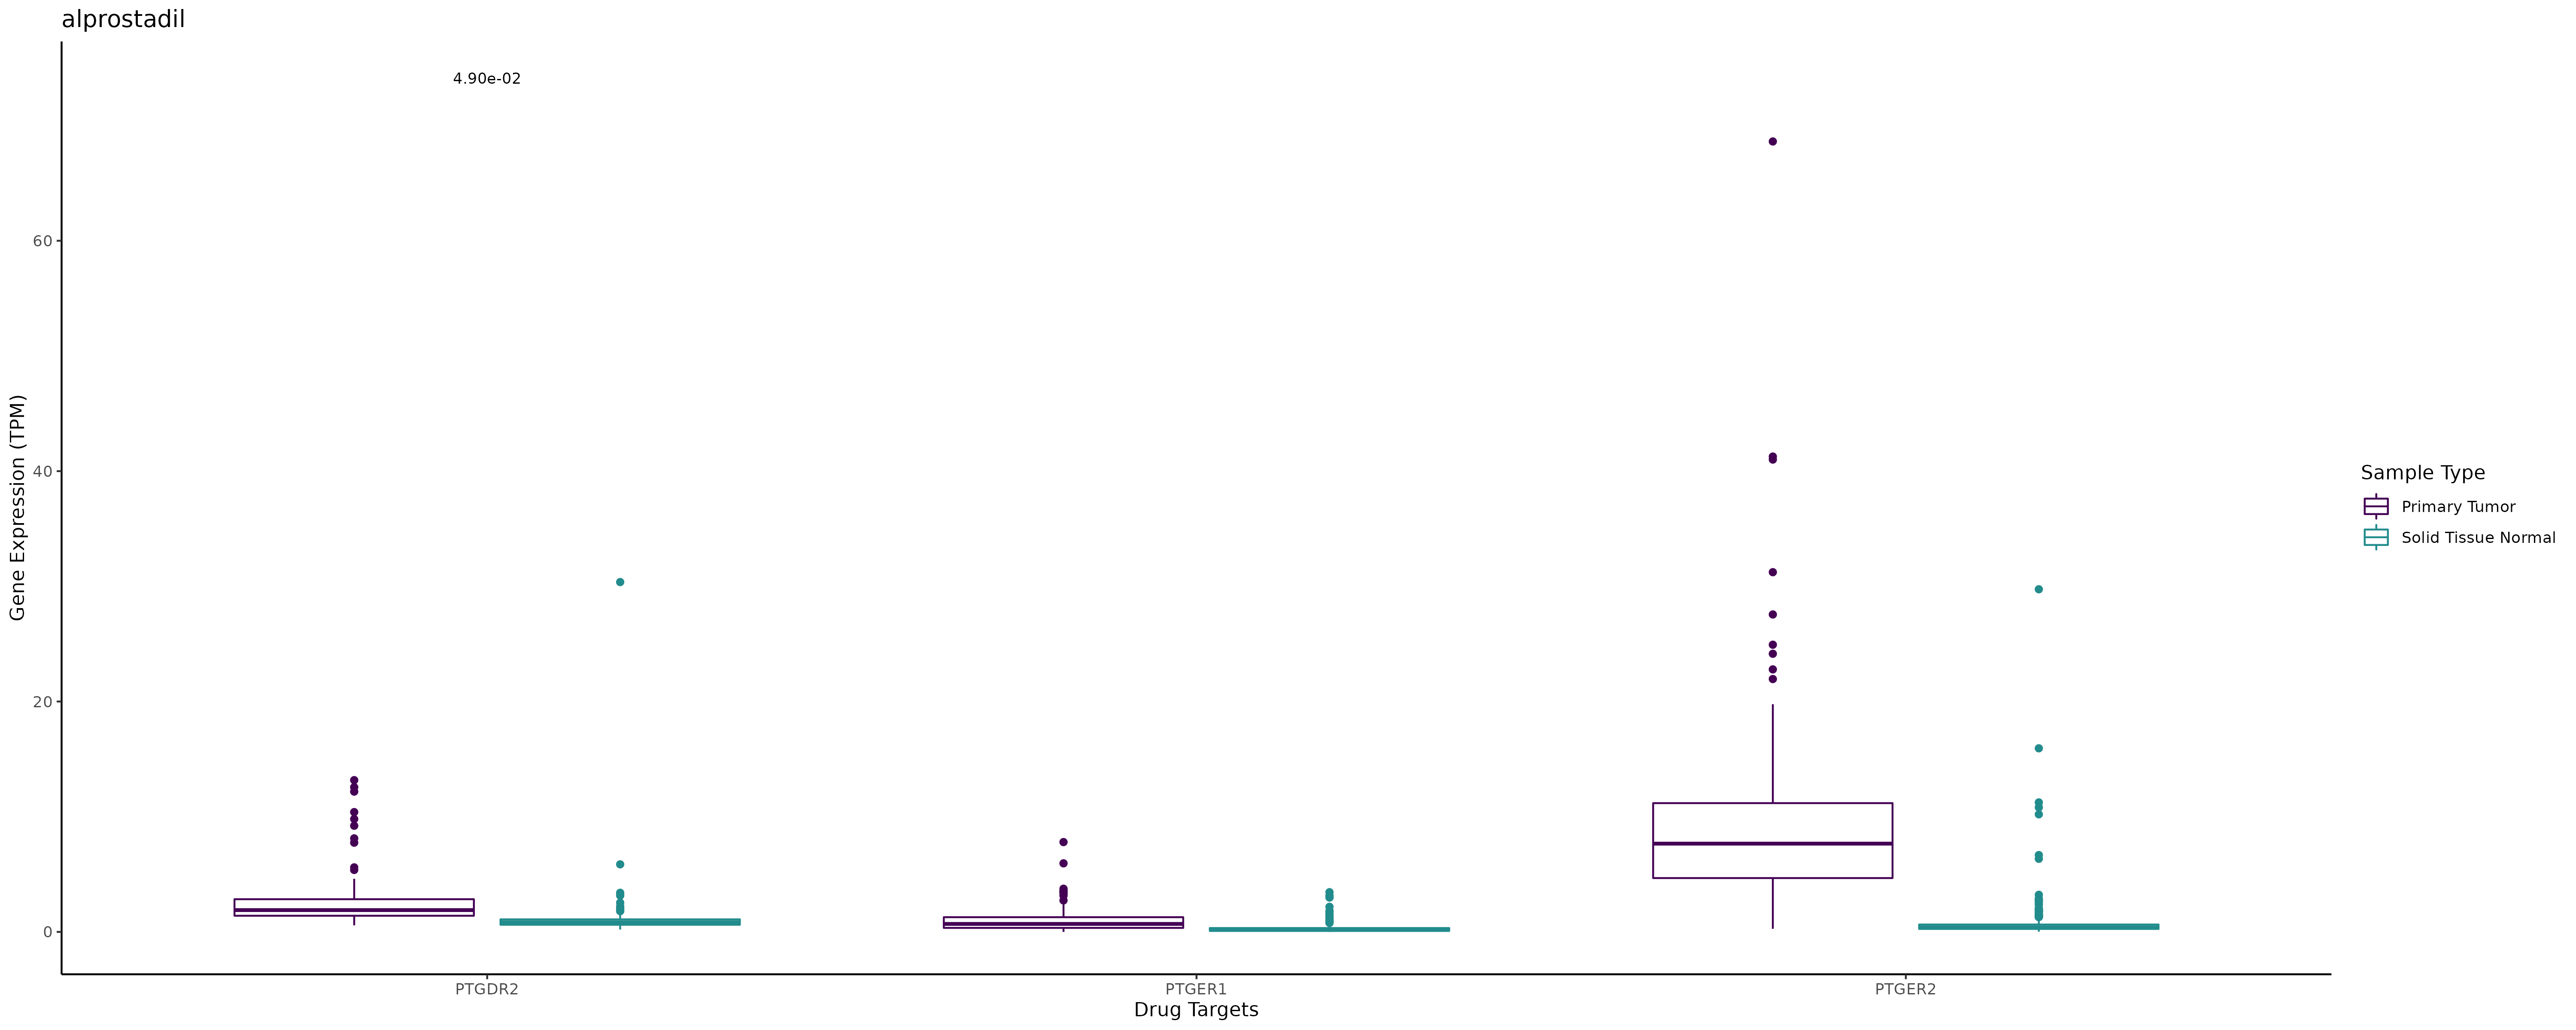 alprostadil
4.90e-02
60
40
20
0
Gene Expression (TPM)
PTGDR2
PTGER1
PTGER2
Drug Targets
Sample Type
Primary Tumor
Solid Tissue Normal